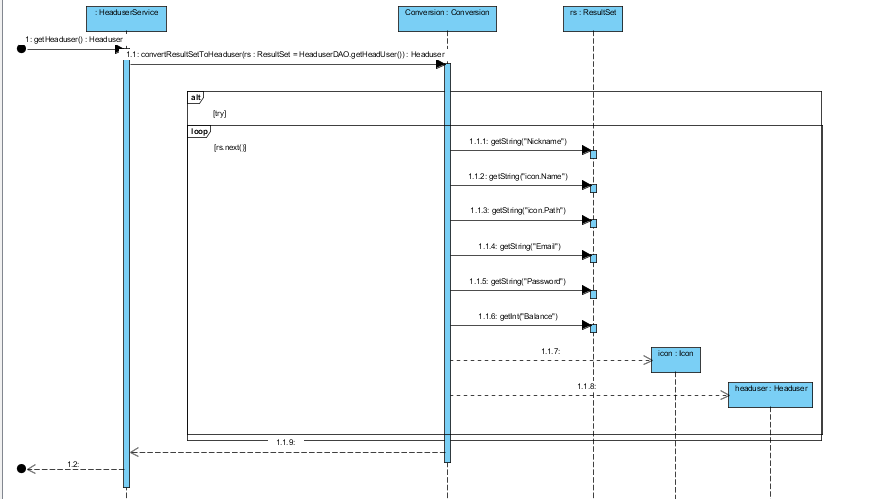 : HeaduserService
Conversion : Conversion
rs : ResultSet
1: getHeaduser() : Headuser
1.1: convertResultSetToHeaduser(rs : ResultSet = HeaduserDAO.getHeadUser()) : Headuser
alt
[try]
loop
[rs.next()]
1.1.1: getString("Nickname")
1.1.2: getString("icon.Name")
1.1.3: getString("icon.Path")
1.1.4: getString("Email")
1.1.5: getString("Password")
1.1.6: getInt("Balance")
1.1.7:
icon : Icon
1.1.8:
headuser : Headuser
1.1.9:
1.2: